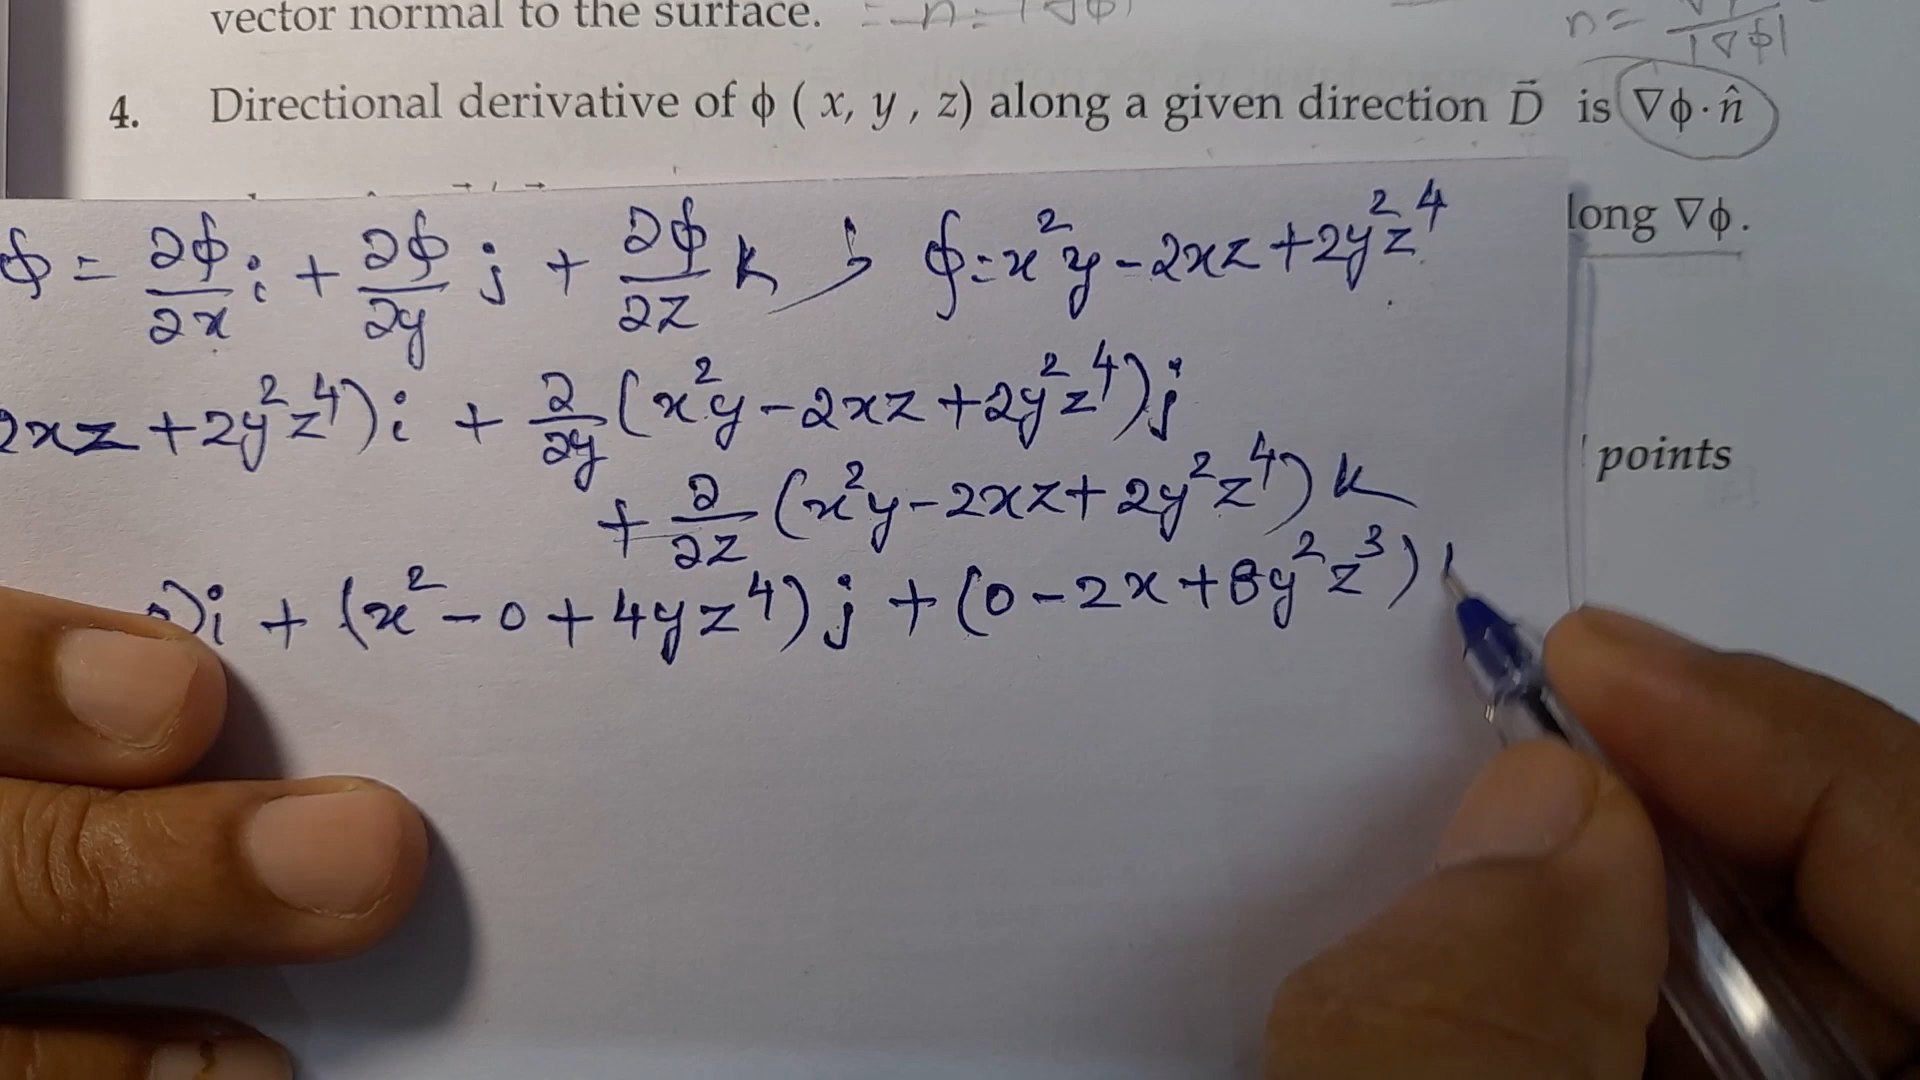 vector normal to the surface. = n = |∇ϕ|
n = ∇ϕ/|∇ϕ|
4. Directional derivative of ϕ ( x, y , z) along a given direction D⃗ is ∇ϕ · n̂
long ∇ϕ.
ϕ = ∂ϕ/∂x i + ∂ϕ/∂y j + ∂ϕ/∂z k ; ϕ = x²y - 2xz + 2y²z⁴
2xz + 2y²z⁴) i + ∂/∂y (x²y - 2xz + 2y²z⁴) j
points
+ ∂/∂z (x²y - 2xz + 2y²z⁴) k
) i + (x² - 0 + 4yz⁴) j + (0 - 2x + 8y²z³)